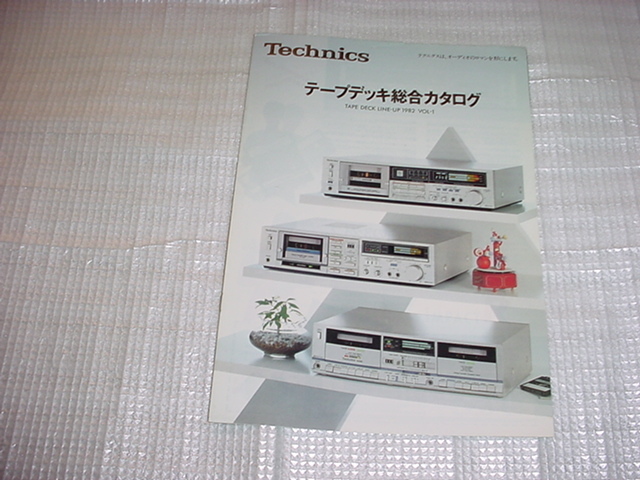 Technics
テクニクスは、オーディオのロマンを形にします。
テープデッキ総合カタログ
TAPE DECK LINE-UP 1982 VOL-1